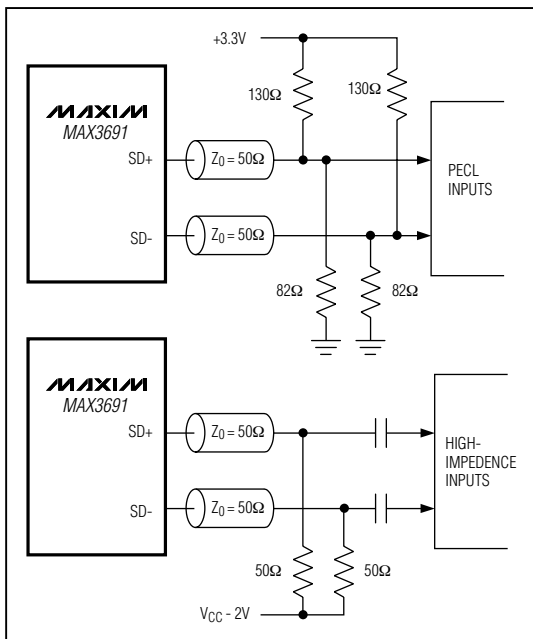 +3.3V
130Ω
130Ω
MAXIM
MAX3691
SD+
Z0 = 50Ω
PECL
INPUTS
SD-
Z0 = 50Ω
82Ω
82Ω
MAXIM
MAX3691
SD+
Z0 = 50Ω
HIGH-
IMPEDENCE
INPUTS
SD-
Z0 = 50Ω
50Ω
50Ω
VCC - 2V